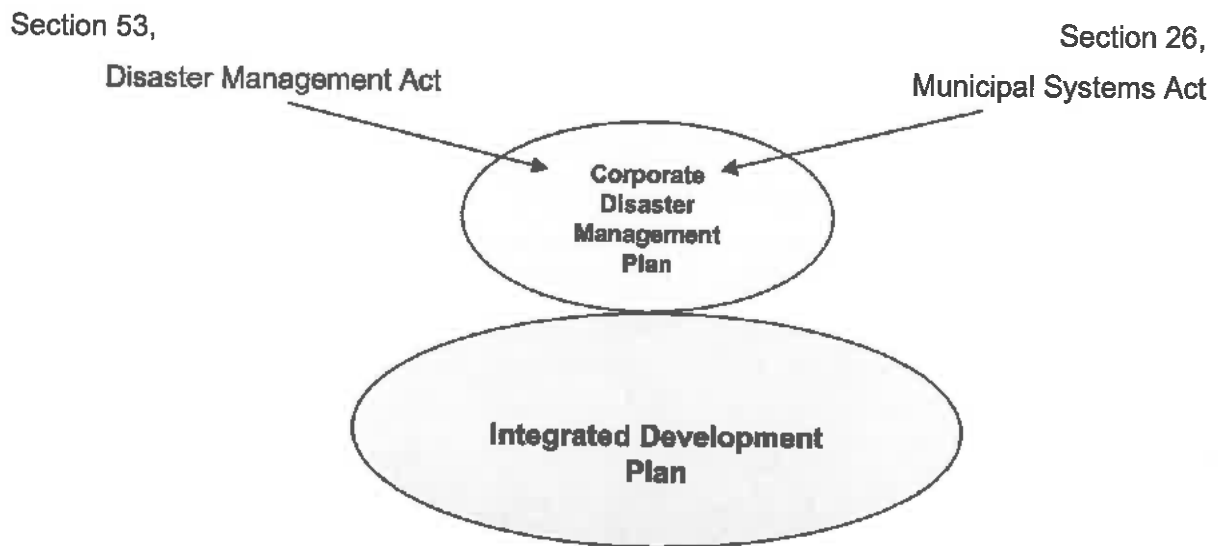 Section 53,
Disaster Management Act
Section 26,
Municipal Systems Act
Corporate
Disaster
Management
Plan
Integrated Development
Plan